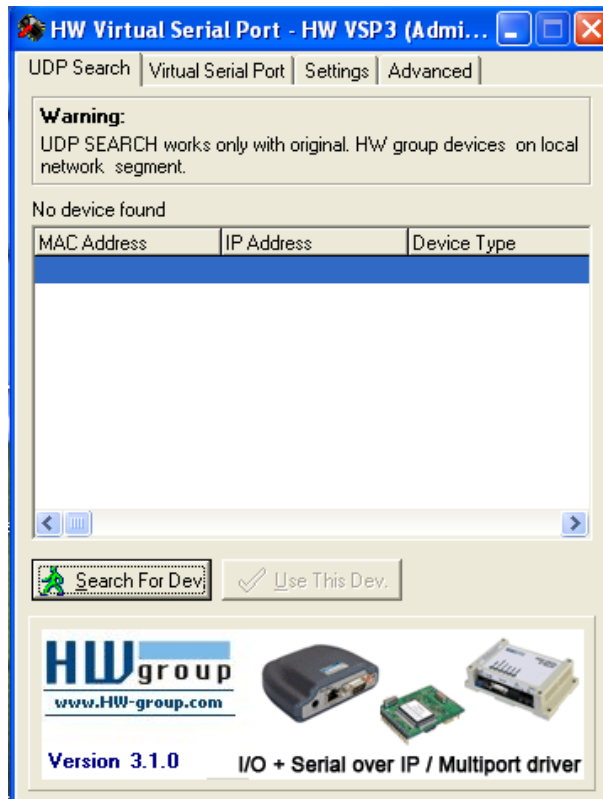 HW Virtual Serial Port - HW VSP3 (Admi...
UDP Search Virtual Serial Port Settings Advanced
Warning:
UDP SEARCH works only with original. HW group devices on local
network segment.
No device found
MAC Address IP Address Device Type
Search For Dev Use This Dev.
HW group
www.HW-group.com
Version 3.1.0 I/O + Serial over IP / Multiport driver